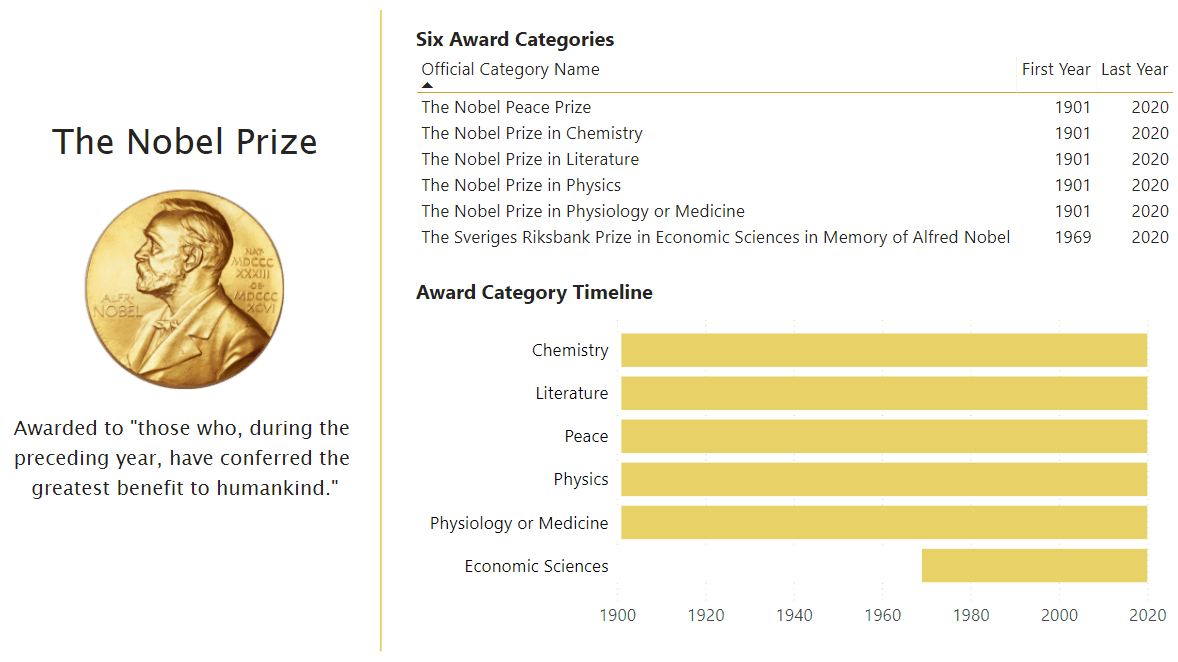 The Nobel Prize
ALFR·
NOBEL
NAT·
MDCCC
XXXIII
OB·
MDCCC
XCVI
Awarded to "those who, during the
preceding year, have conferred the
greatest benefit to humankind."
Six Award Categories
Official Category Name First Year Last Year
The Nobel Peace Prize 1901 2020
The Nobel Prize in Chemistry 1901 2020
The Nobel Prize in Literature 1901 2020
The Nobel Prize in Physics 1901 2020
The Nobel Prize in Physiology or Medicine 1901 2020
The Sveriges Riksbank Prize in Economic Sciences in Memory of Alfred Nobel 1969 2020
Award Category Timeline
Chemistry
Literature
Peace
Physics
Physiology or Medicine
Economic Sciences
1900 1920 1940 1960 1980 2000 2020